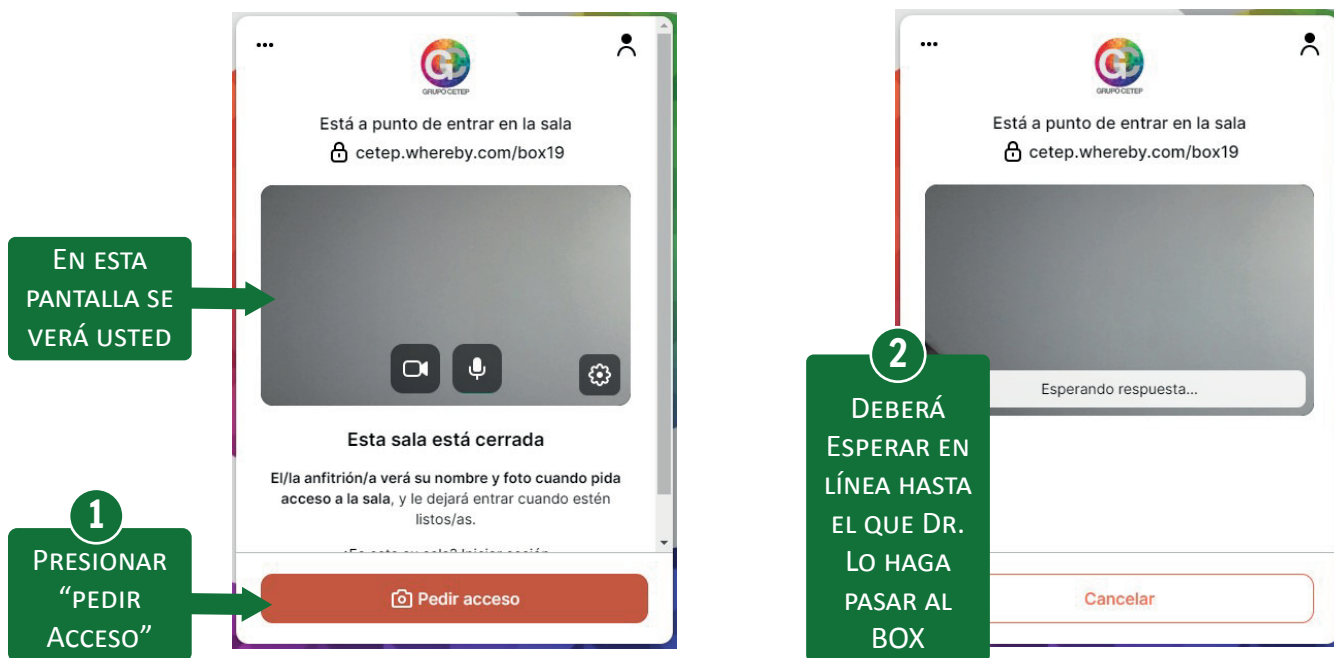 ...
GC
GRUPO CETEP
Está a punto de entrar en la sala
cetep.whereby.com/box19
EN ESTA
PANTALLA SE
VERÁ USTED
Esta sala está cerrada
El/la anfitrión/a verá su nombre y foto cuando pida
acceso a la sala, y le dejará entrar cuando estén
listos/as.
1
PRESIONAR
“PEDIR
ACCESO”
Pedir acceso
...
GC
GRUPO CETEP
Está a punto de entrar en la sala
cetep.whereby.com/box19
Esperando respuesta...
2
DEBERÁ
ESPERAR EN
LÍNEA HASTA
EL QUE DR.
LO HAGA
PASAR AL
BOX
Cancelar